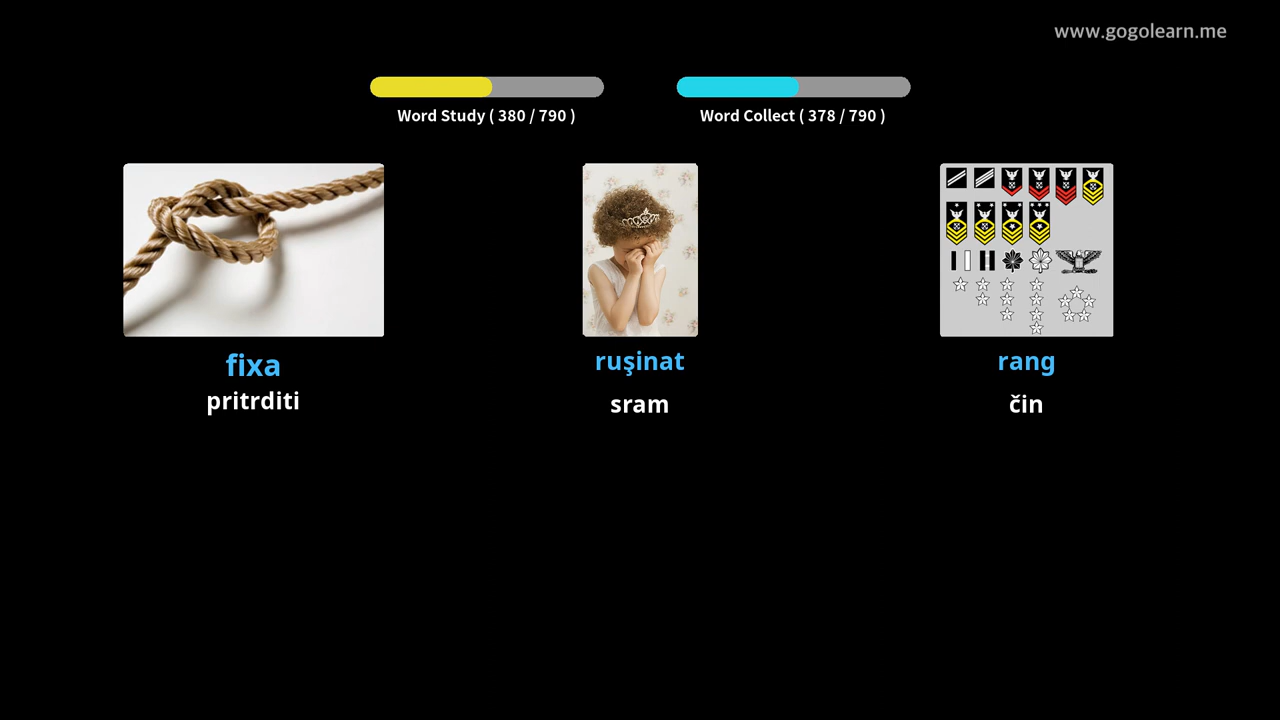 www.gogolearn.me
Word Study ( 380 / 790 )
Word Collect ( 378 / 790 )
fixa
pritrditi
ruşinat
sram
rang
čin